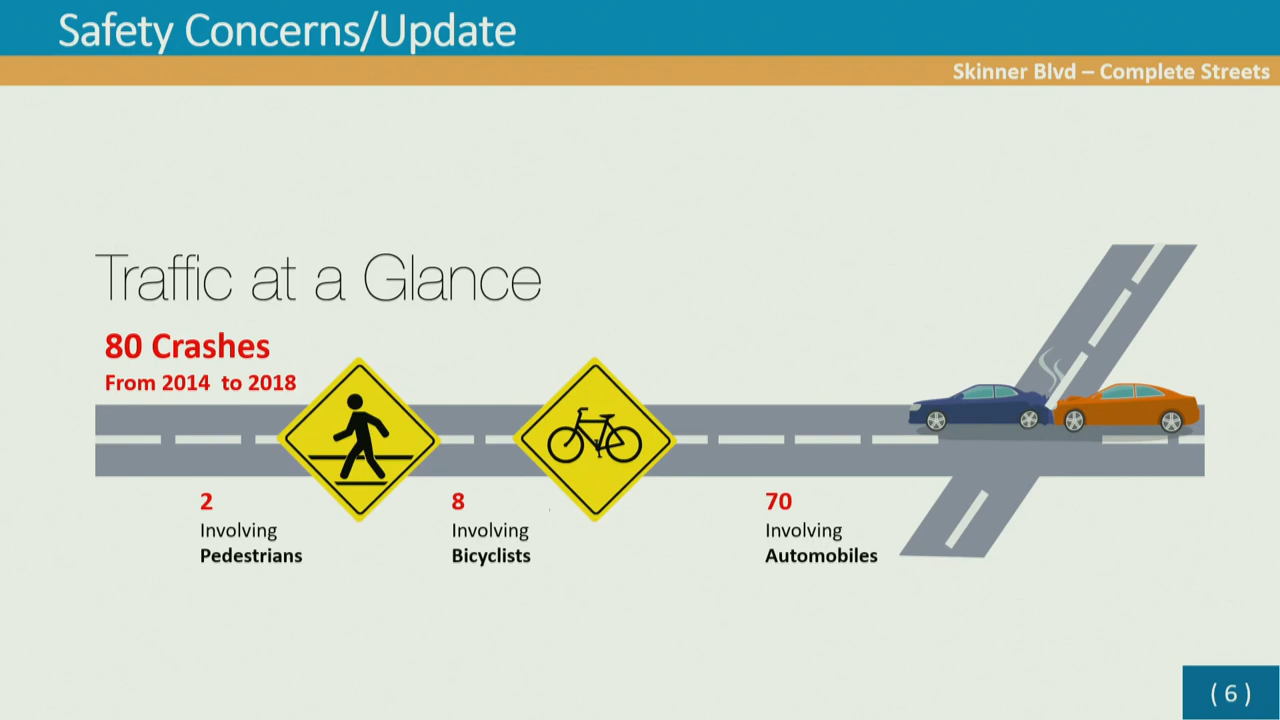 Safety Concerns/Update
Skinner Blvd – Complete Streets
Traffic at a Glance
80 Crashes
From 2014 to 2018
2
Involving
Pedestrians
8
Involving
Bicyclists
70
Involving
Automobiles
( 6 )